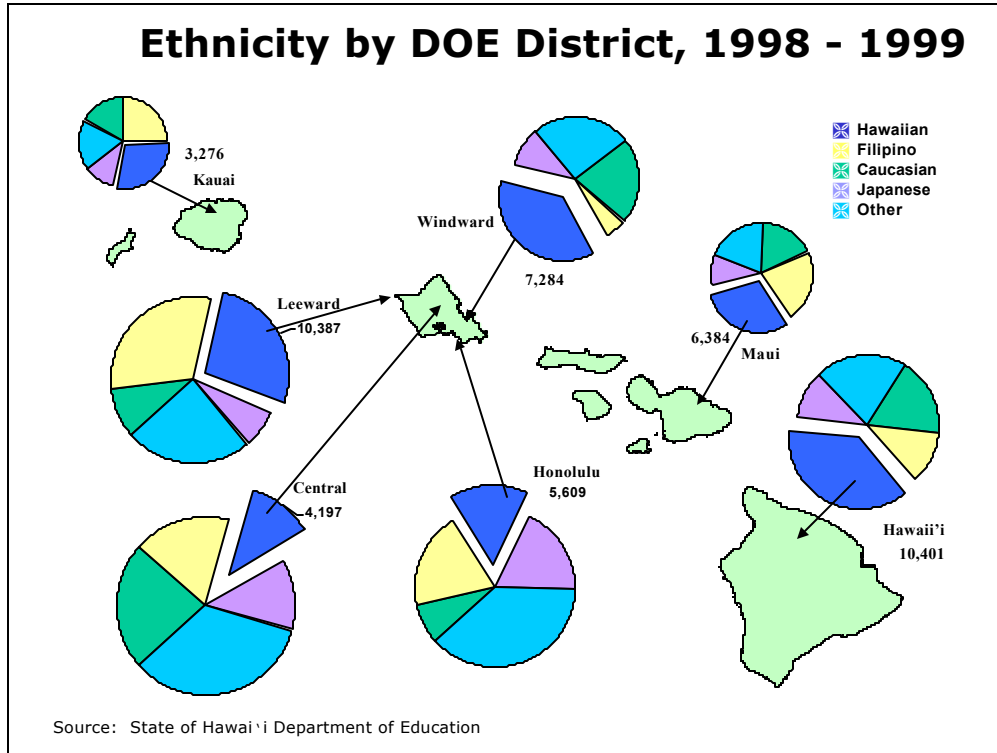 Ethnicity by DOE District, 1998 - 1999
Hawaiian
Filipino
Caucasian
Japanese
Other
3,276
Kauai
Windward
7,284
Leeward
10,387
6,384
Maui
Central
4,197
Honolulu
5,609
Hawaii'i
10,401
Source: State of Hawai`i Department of Education